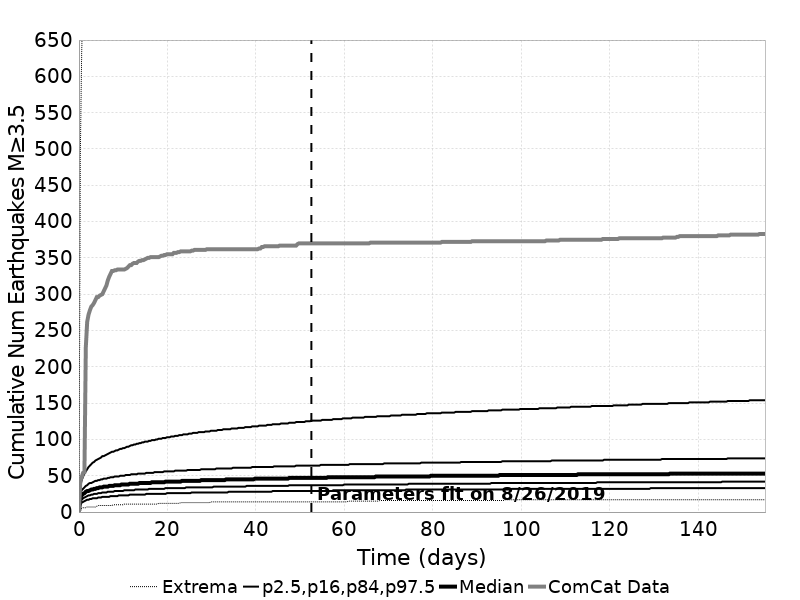 650
600
550
500
450
400
350
300
250
200
150
100
50
0
Cumulative Num Earthquakes M≥3.5
Parameters fit on 8/26/2019
0 20 40 60 80 100 120 140
Time (days)
Extrema p2.5,p16,p84,p97.5 Median ComCat Data